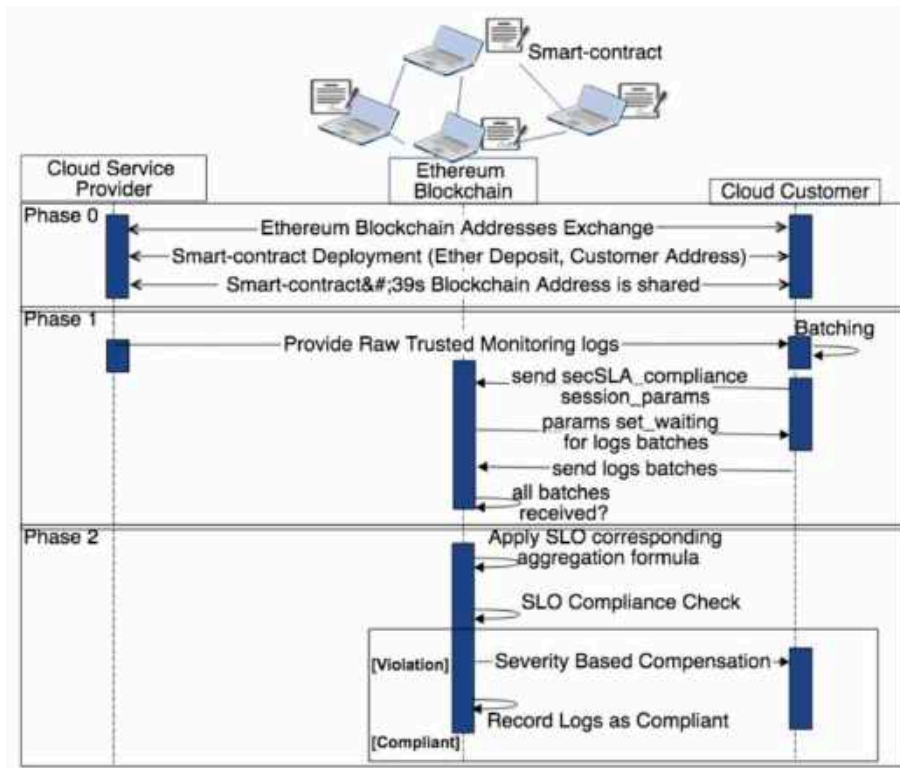 Smart-contract
Cloud Service
Provider
Ethereum
Blockchain
Cloud Customer
Phase 0
Ethereum Blockchain Addresses Exchange
Smart-contract Deployment (Ether Deposit, Customer Address)
Smart-contract&#;39s Blockchain Address is shared
Phase 1
Batching
Provide Raw Trusted Monitoring logs
send secSLA_compliance
session_params
params set_waiting
for logs batches
send logs batches
all batches
received?
Phase 2
Apply SLO corresponding
aggregation formula
SLO Compliance Check
[Violation]
Severity Based Compensation
Record Logs as Compliant
[Compliant]